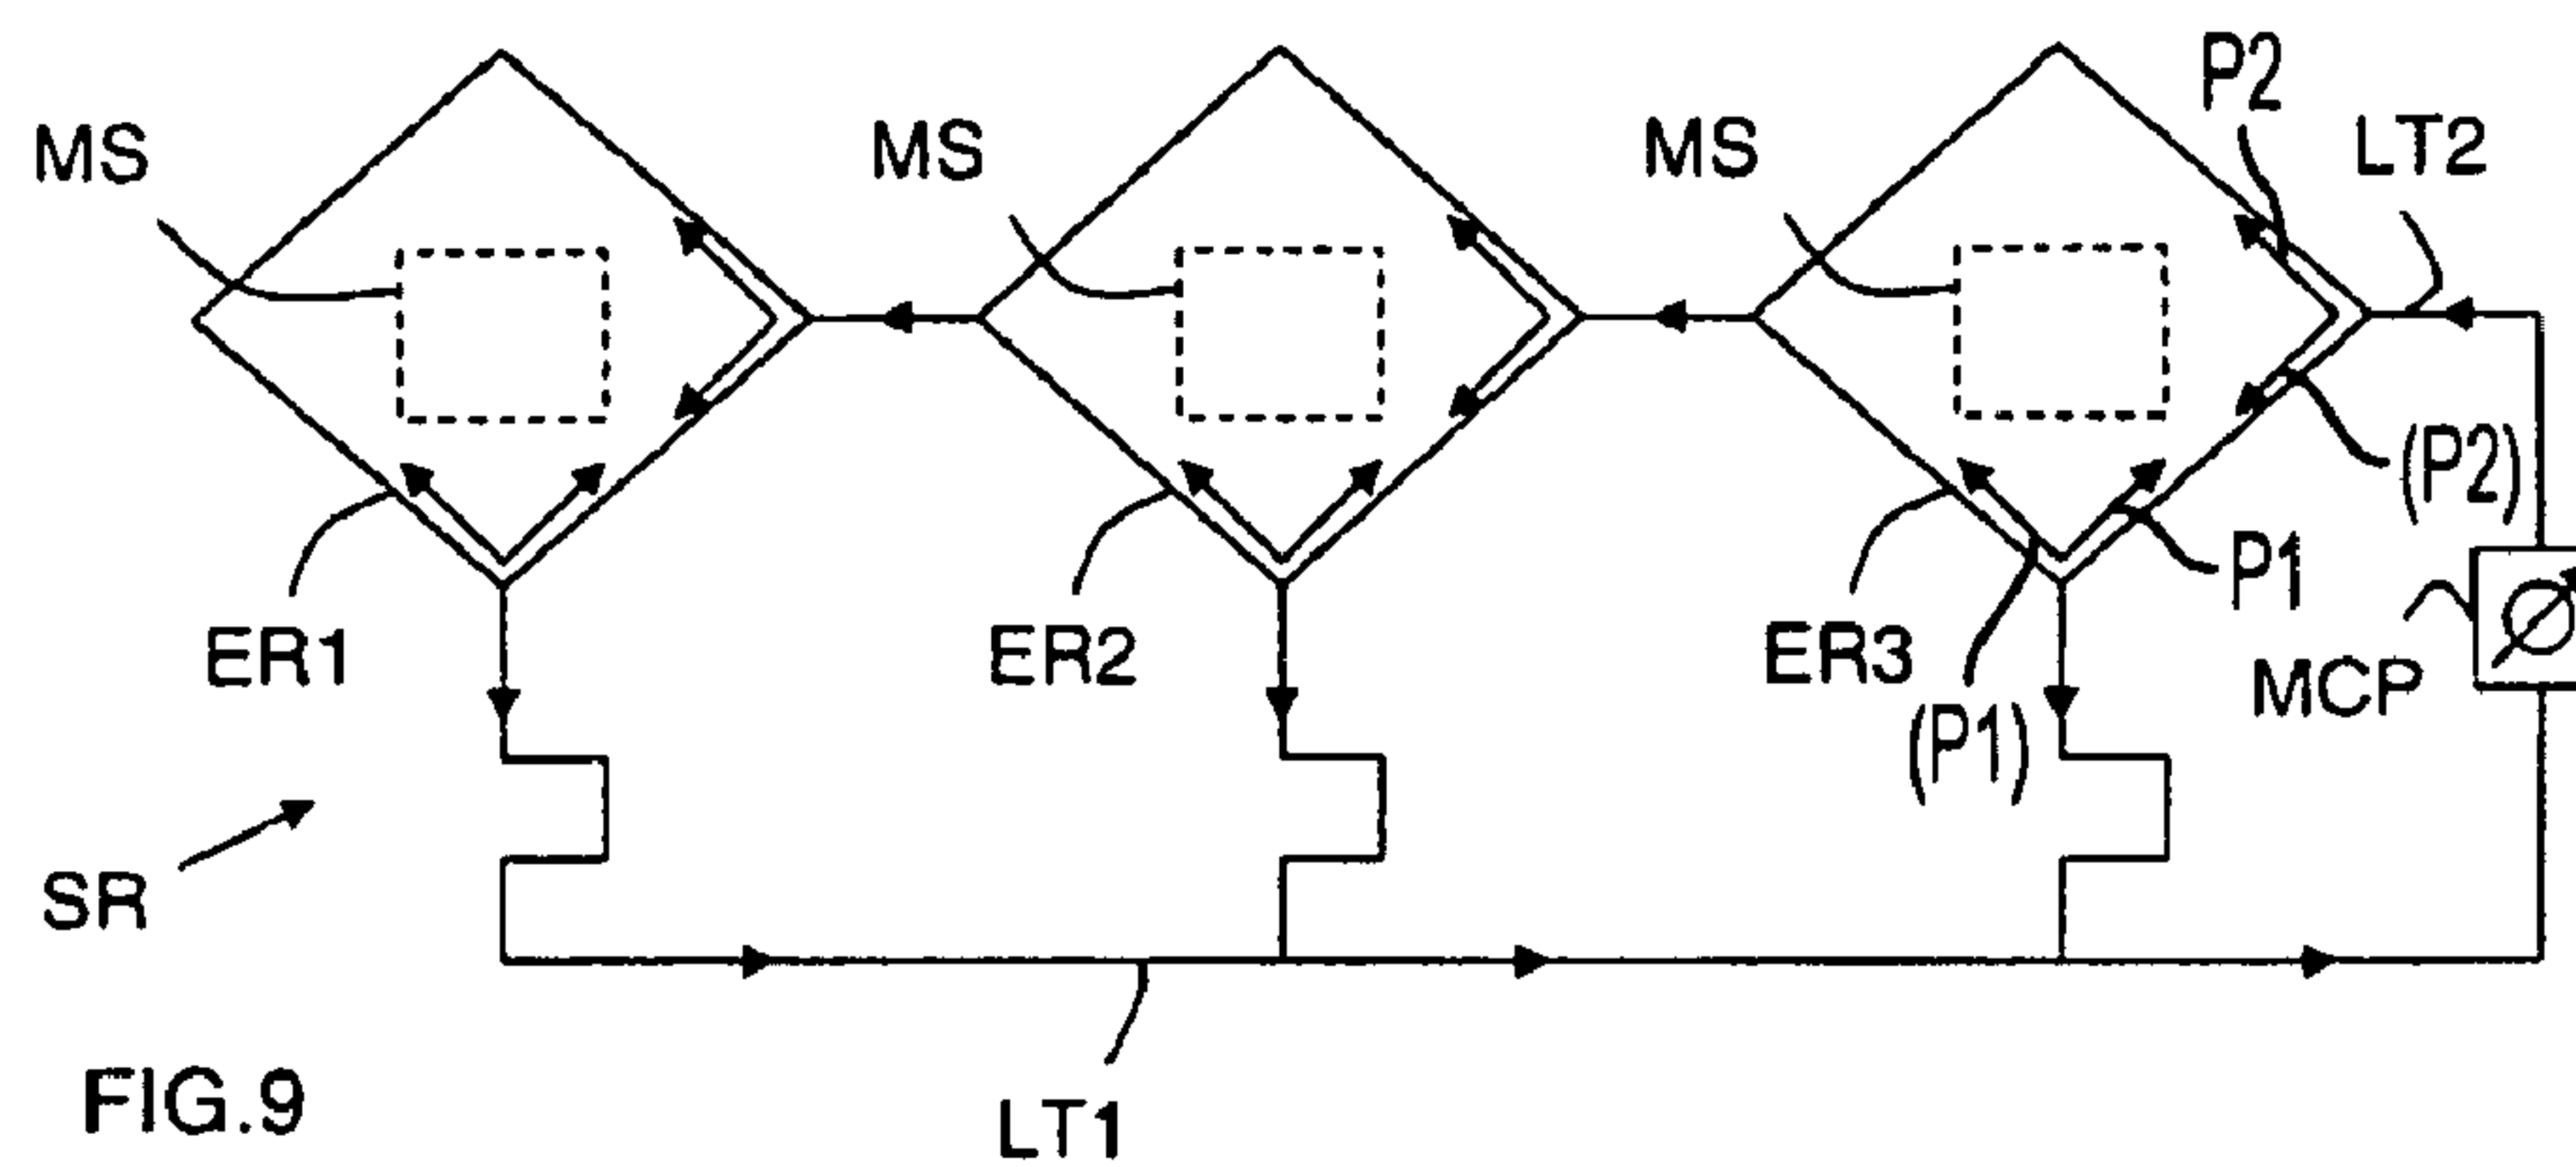 P2
MS
MS
MS
LT2
(P2)
P1
ER1
ER2
ER3
MCP
(P1)
SR
FIG.9
LT1